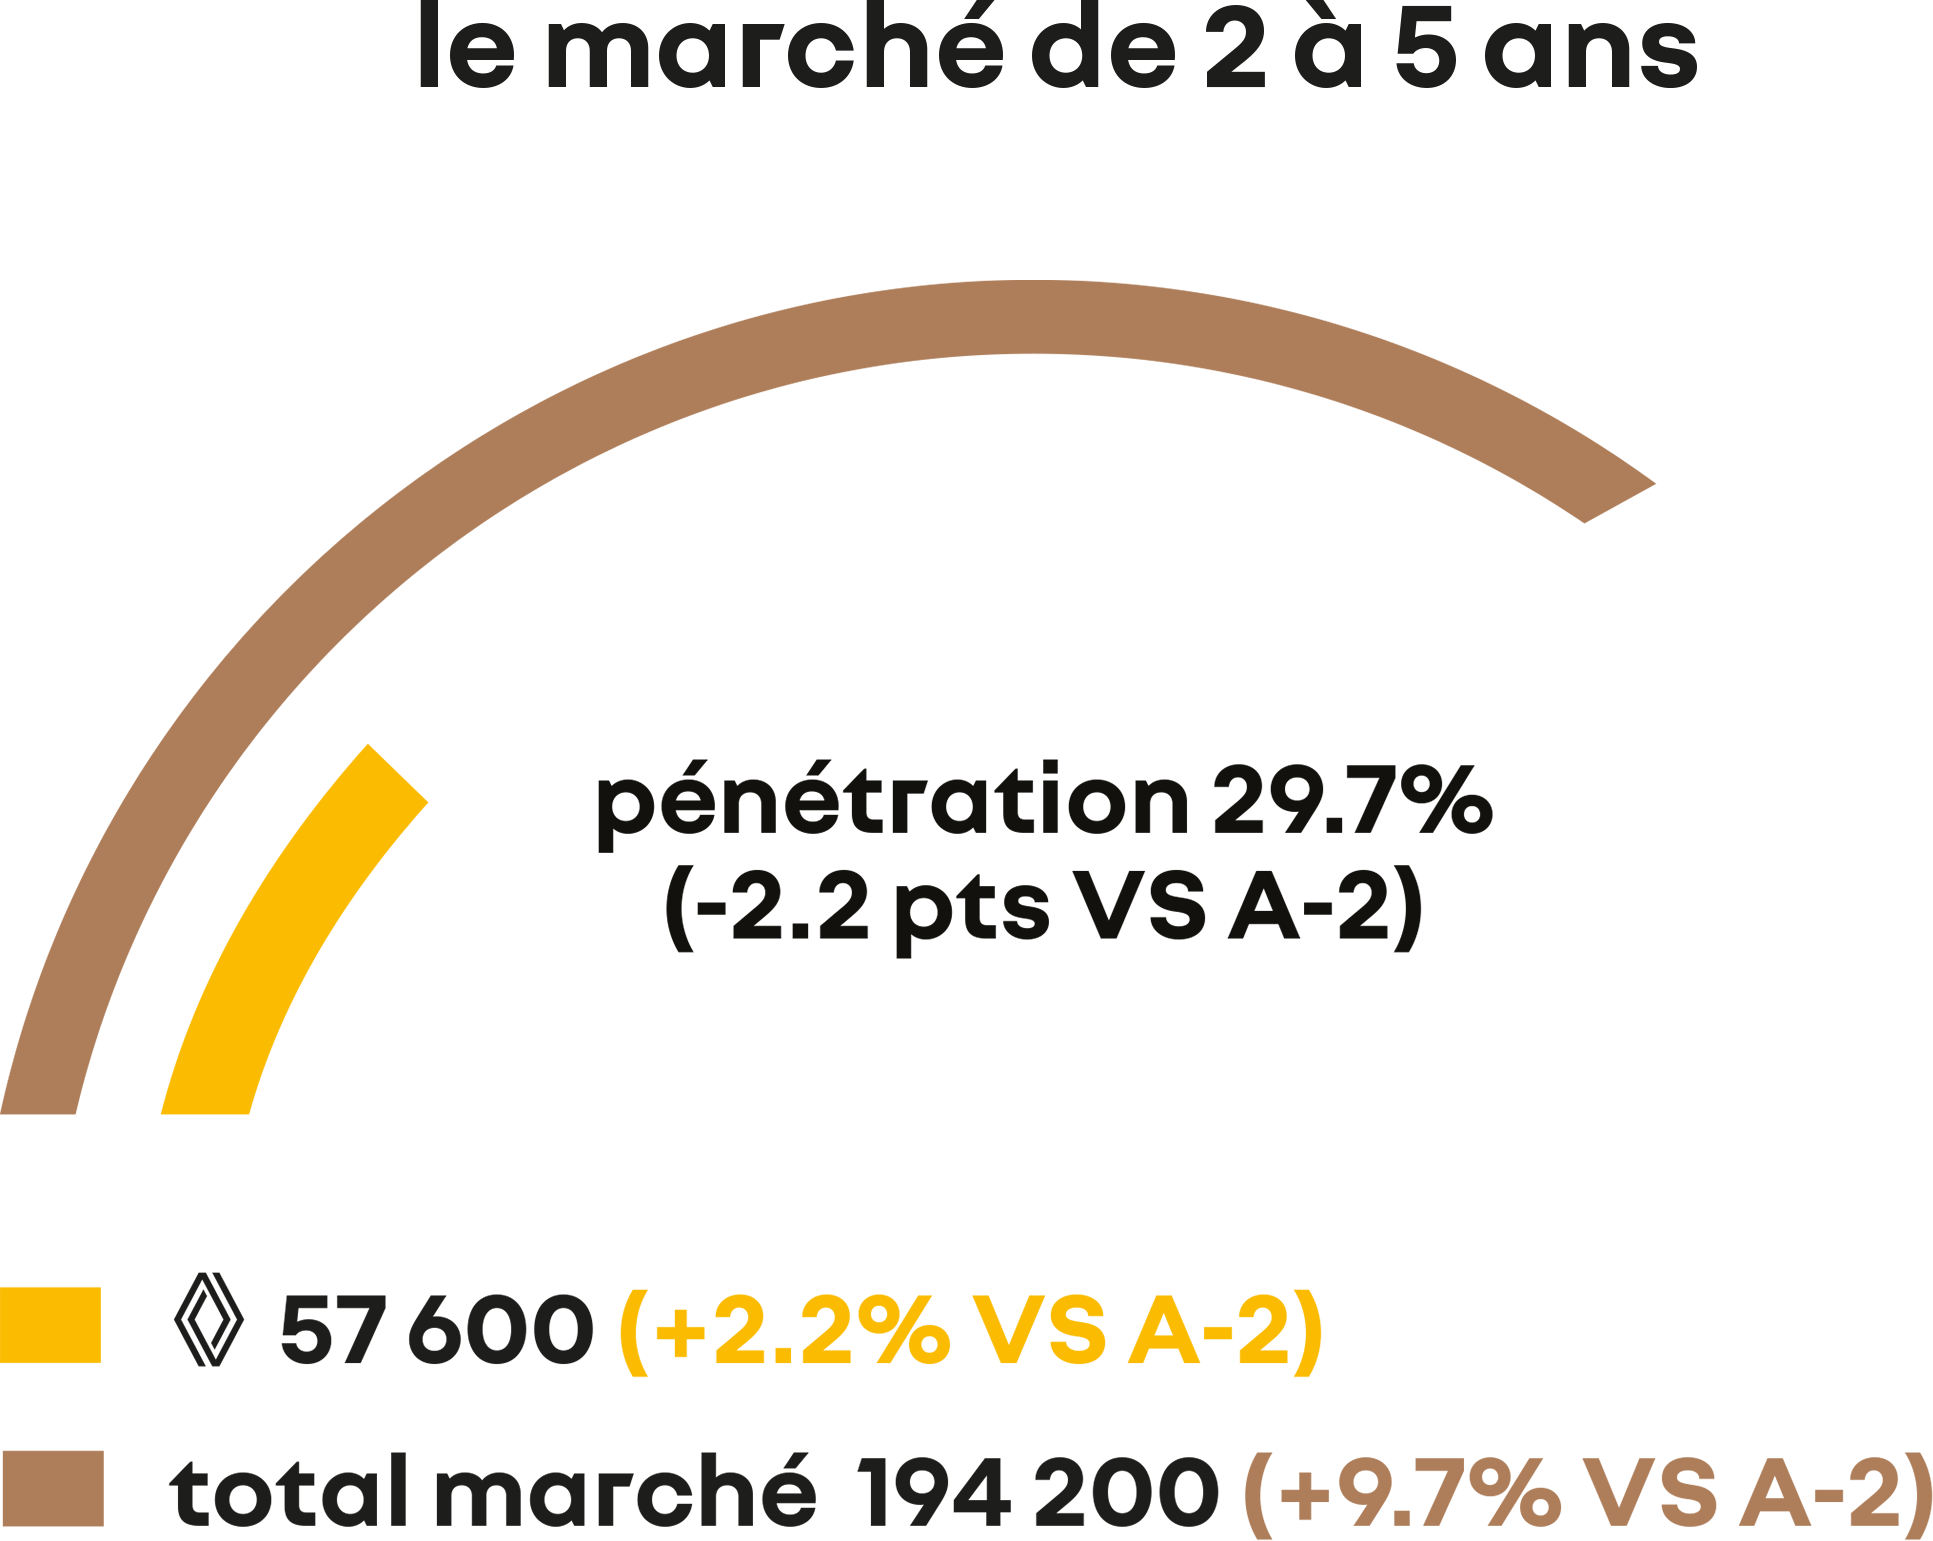 le marché de 2 à 5 ans
pénétration 29.7%
(-2.2 pts VS A-2)
57 600 (+2.2% VS A-2)
total marché 194 200 (+9.7% VS A-2)